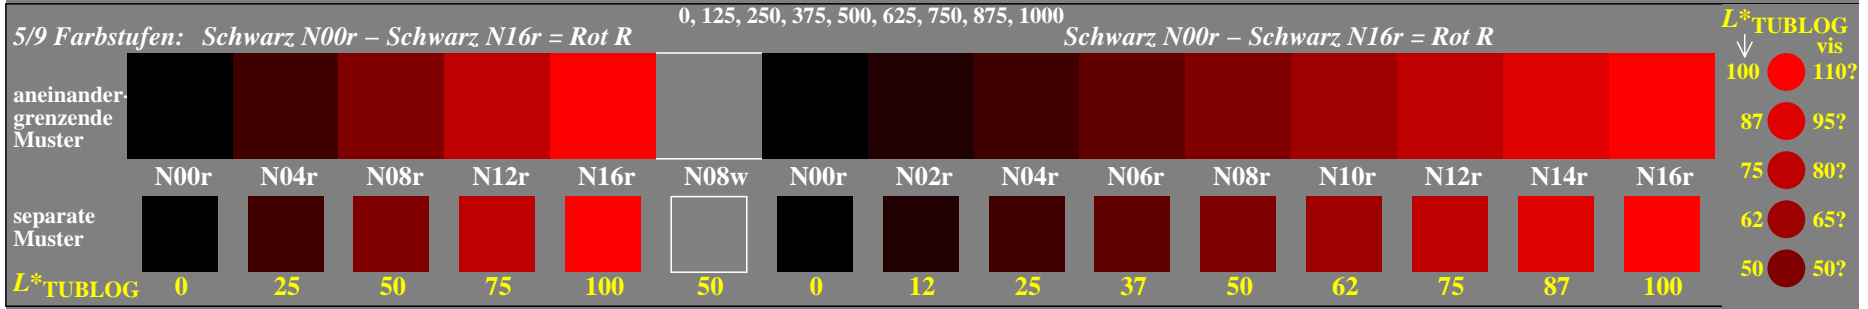 0, 125, 250, 375, 500, 625, 750, 875, 1000
5/9 Farbstufen: Schwarz N00r − Schwarz N16r = Rot R
Schwarz N00r − Schwarz N16r = Rot R
aneinander-
grenzende
Muster
N00r N04r N08r N12r N16r N08w N00r N02r N04r N06r N08r N10r N12r N14r N16r
separate
Muster
L*TUBLOG 0 25 50 75 100 50 0 12 25 37 50 62 75 87 100
L*TUBLOG
vis
100 110?
87 95?
75 80?
62 65?
50 50?